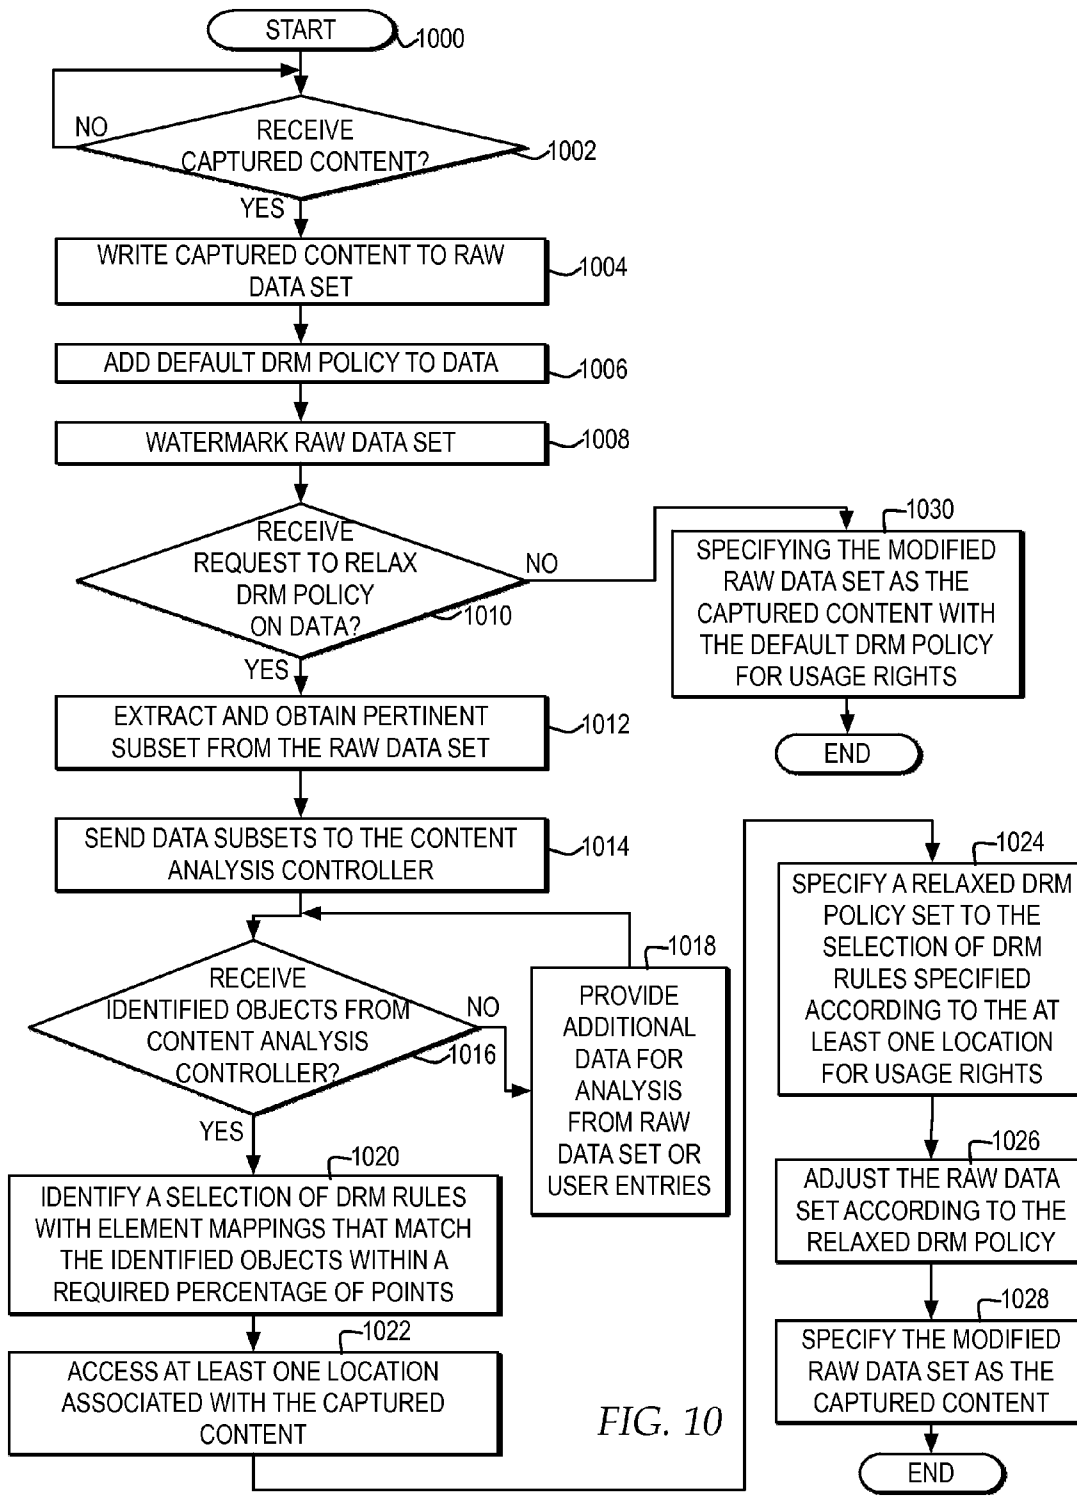 START
1000
NO
RECEIVE
CAPTURED CONTENT?
1002
YES
WRITE CAPTURED CONTENT TO RAW
DATA SET
1004
ADD DEFAULT DRM POLICY TO DATA
1006
WATERMARK RAW DATA SET
1008
RECEIVE
REQUEST TO RELAX
DRM POLICY
ON DATA?
1010
NO
YES
1030
SPECIFYING THE MODIFIED
RAW DATA SET AS THE
CAPTURED CONTENT WITH
THE DEFAULT DRM POLICY
FOR USAGE RIGHTS
END
EXTRACT AND OBTAIN PERTINENT
SUBSET FROM THE RAW DATA SET
1012
SEND DATA SUBSETS TO THE CONTENT
ANALYSIS CONTROLLER
1014
RECEIVE
IDENTIFIED OBJECTS FROM
CONTENT ANALYSIS
CONTROLLER?
1016
NO
YES
1018
PROVIDE
ADDITIONAL
DATA FOR
ANALYSIS
FROM RAW
DATA SET OR
USER ENTRIES
1020
IDENTIFY A SELECTION OF DRM RULES
WITH ELEMENT MAPPINGS THAT MATCH
THE IDENTIFIED OBJECTS WITHIN A
REQUIRED PERCENTAGE OF POINTS
1022
ACCESS AT LEAST ONE LOCATION
ASSOCIATED WITH THE CAPTURED
CONTENT
1024
SPECIFY A RELAXED DRM
POLICY SET TO THE
SELECTION OF DRM
RULES SPECIFIED
ACCORDING TO THE AT
LEAST ONE LOCATION
FOR USAGE RIGHTS
1026
ADJUST THE RAW DATA
SET ACCORDING TO THE
RELAXED DRM POLICY
1028
SPECIFY THE MODIFIED
RAW DATA SET AS THE
CAPTURED CONTENT
END
FIG. 10